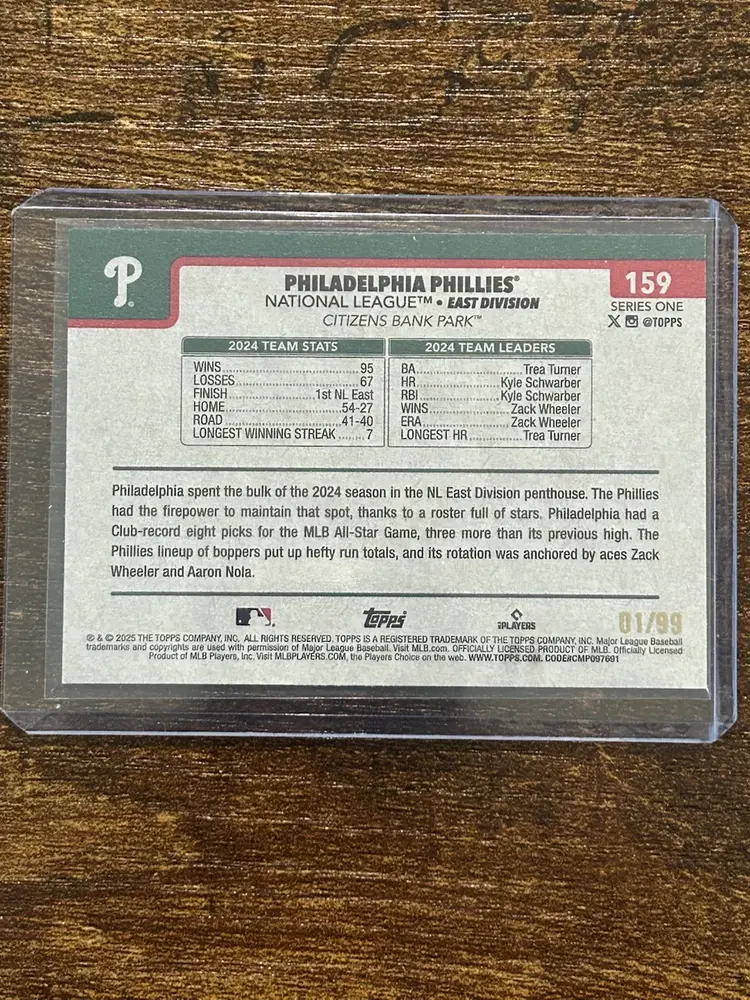 P
PHILADELPHIA PHILLIES®
159
NATIONAL LEAGUE™ • EAST DIVISION
SERIES ONE
CITIZENS BANK PARK™
@TOPPS
2024 TEAM STATS
WINS 95
LOSSES 67
FINISH 1st NL East
HOME 54-27
ROAD 41-40
LONGEST WINNING STREAK 7
2024 TEAM LEADERS
BA Trea Turner
HR Kyle Schwarber
RBI Kyle Schwarber
WINS Zack Wheeler
ERA Zack Wheeler
LONGEST HR Trea Turner
Philadelphia spent the bulk of the 2024 season in the NL East Division penthouse. The Phillies
had the firepower to maintain that spot, thanks to a roster full of stars. Philadelphia had a
Club-record eight picks for the MLB All-Star Game, three more than its previous high. The
Phillies lineup of boppers put up hefty run totals, and its rotation was anchored by aces Zack
Wheeler and Aaron Nola.
Topps
PLAYERS
01/99
® & © 2025 THE TOPPS COMPANY, INC. ALL RIGHTS RESERVED. TOPPS IS A REGISTERED TRADEMARK OF THE TOPPS COMPANY, INC. Major League Baseball
trademarks and copyrights are used with permission of Major League Baseball. Visit MLB.com. OFFICIALLY LICENSED PRODUCT OF MLB. Officially Licensed
Product of MLB Players, Inc. Visit MLBPLAYERS.COM, the Players Choice on the web. WWW.TOPPS.COM. CODE#CMP097691